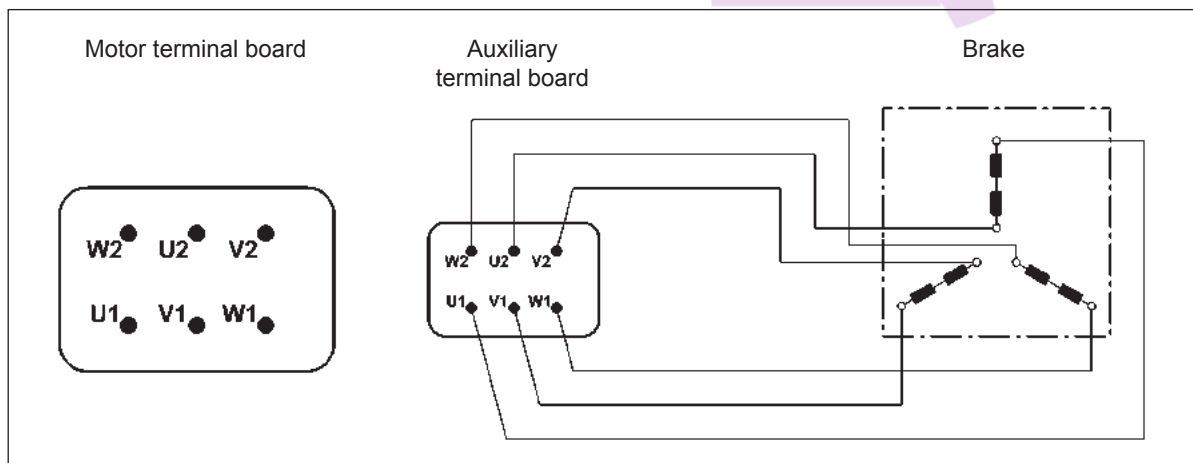 Motor terminal board
Auxiliary
terminal board
Brake
W2 U2 V2
U1 V1 W1
W2 U2 V2
U1 V1 W1